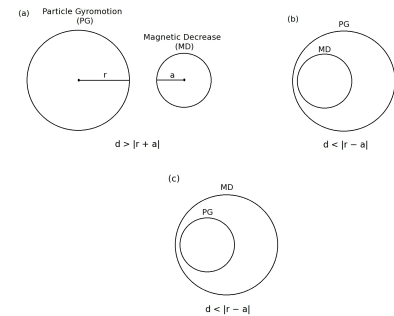 (a) Particle Gyromotion
(PG)
Magnetic Decrease
(MD)
r
a
d > |r + a|
(b)
PG
MD
d < |r − a|
(c)
MD
PG
d < |r − a|